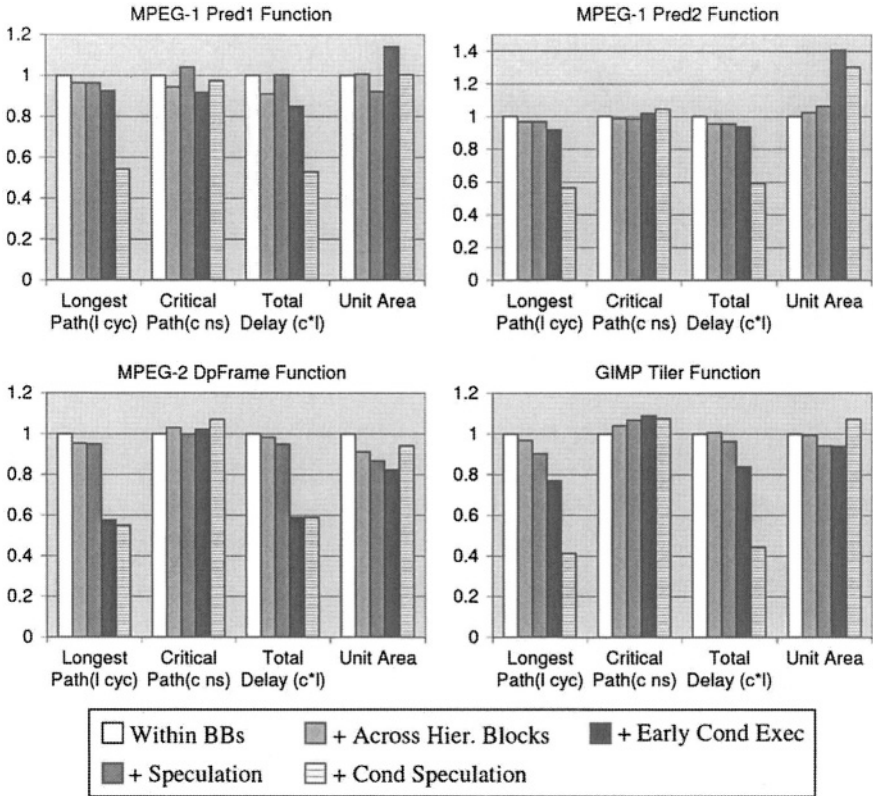 MPEG-1 Pred1 Function
1.2
1
0.8
0.6
0.4
0.2
0
Longest Path(l cyc)
Critical Path(c ns)
Total Delay (c*l)
Unit Area
MPEG-1 Pred2 Function
1.4
1.2
1
0.8
0.6
0.4
0.2
0
Longest Path(l cyc)
Critical Path(c ns)
Total Delay (c*l)
Unit Area
MPEG-2 DpFrame Function
1.2
1
0.8
0.6
0.4
0.2
0
Longest Path(l cyc)
Critical Path(c ns)
Total Delay (c*l)
Unit Area
GIMP Tiler Function
1.2
1
0.8
0.6
0.4
0.2
0
Longest Path(l cyc)
Critical Path(c ns)
Total Delay (c*l)
Unit Area
Within BBs
+ Across Hier. Blocks
+ Early Cond Exec
+ Speculation
+ Cond Speculation